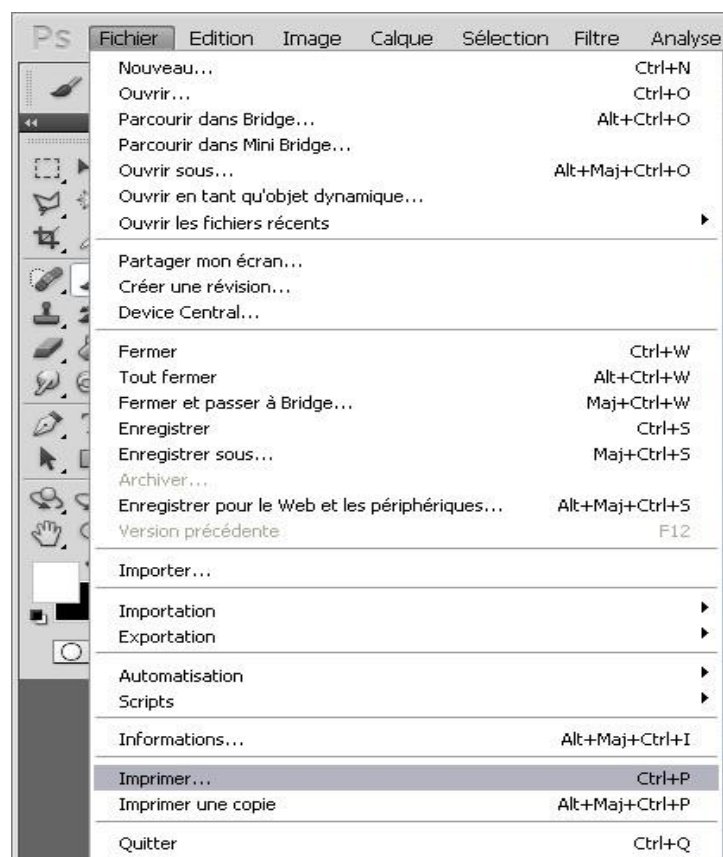 Ps Fichier Edition Image Calque Sélection Filtre Analyse
Nouveau... Ctrl+N
Ouvrir... Ctrl+O
Parcourir dans Bridge... Alt+Ctrl+O
Parcourir dans Mini Bridge...
Ouvrir sous... Alt+Maj+Ctrl+O
Ouvrir en tant qu'objet dynamique...
Ouvrir les fichiers récents
Partager mon écran...
Créer une révision...
Device Central...
Fermer Ctrl+W
Tout fermer Alt+Ctrl+W
Fermer et passer à Bridge... Maj+Ctrl+W
Enregistrer Ctrl+S
Enregistrer sous... Maj+Ctrl+S
Archiver...
Enregistrer pour le Web et les périphériques... Alt+Maj+Ctrl+S
Version précédente F12
Importer...
Importation
Exportation
Automatisation
Scripts
Informations... Alt+Maj+Ctrl+I
Imprimer... Ctrl+P
Imprimer une copie Alt+Maj+Ctrl+P
Quitter Ctrl+Q